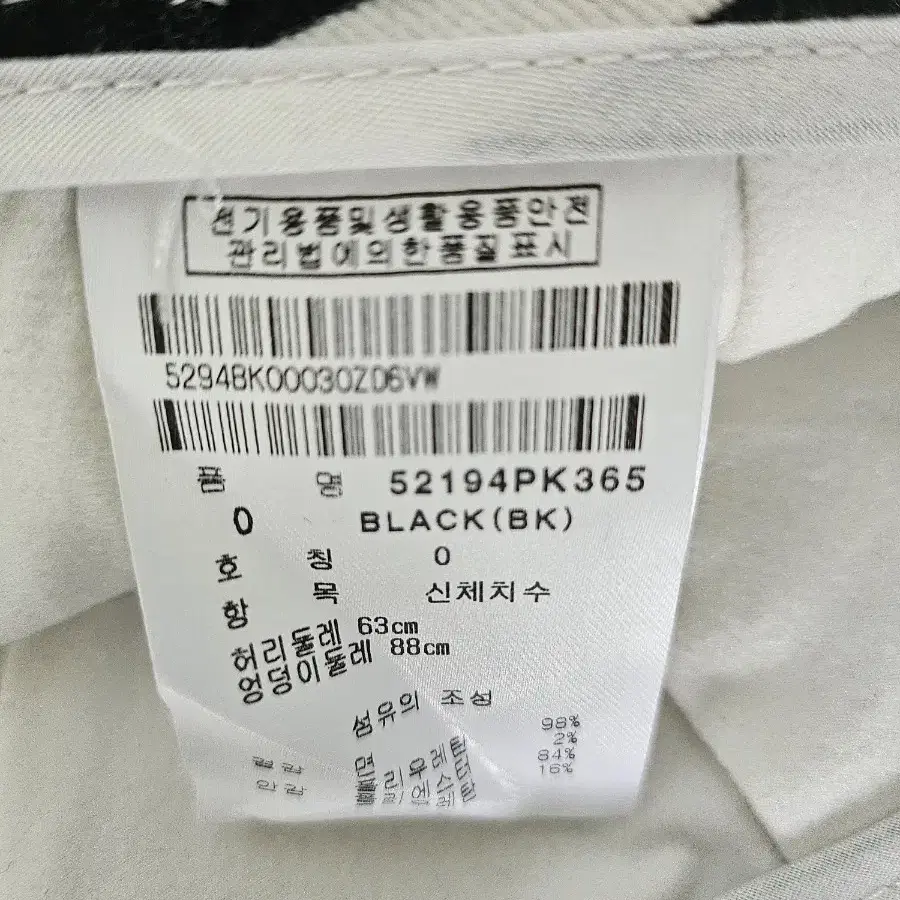 전기용품및생활용품안전
관리법에의한품질표시
5294BK00030ZD6VW
품 명 52194PK365
0 BLACK(BK)
호 칭 0
항 목 신체치수
허리둘레 63cm
엉덩이둘레 88cm
섬유의 조성
98%
2%
84%
16%